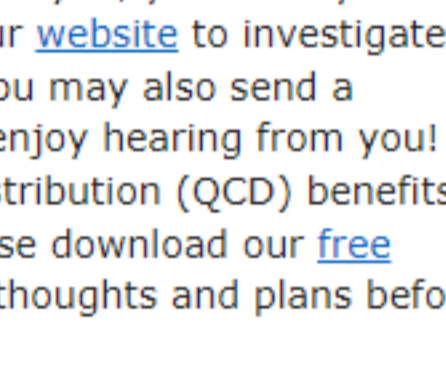 ur website to investigate
ou may also send a
enjoy hearing from you!
stribution (QCD) benefits
se download our free
thoughts and plans befo